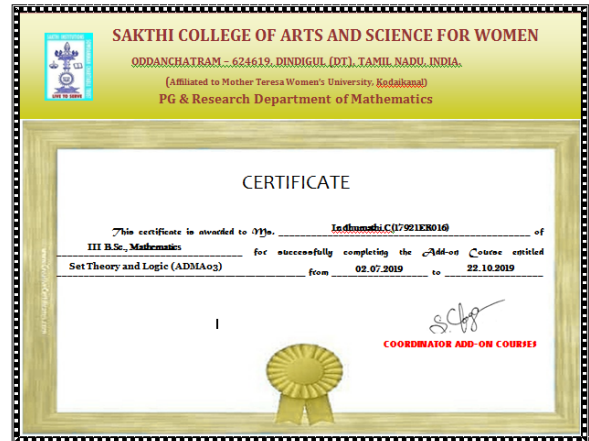 SAKTHI COLLEGE OF ARTS AND SCIENCE FOR WOMEN
ODDANCHATRAM – 624619, DINDIGUL (DT), TAMIL NADU, INDIA.
(Affiliated to Mother Teresa Women's University, Kodaikanal)
PG & Research Department of Mathematics
LIVE TO SERVE
CERTIFICATE
This certificate is awarded to Ms. Indhumathi.C(17921ER016) of
III B.Sc., Mathematics for successfully completing the Add-on Course entitled
Set Theory and Logic (ADMA03) from 02.07.2019 to 22.10.2019
COORDINATOR ADD-ON COURSES